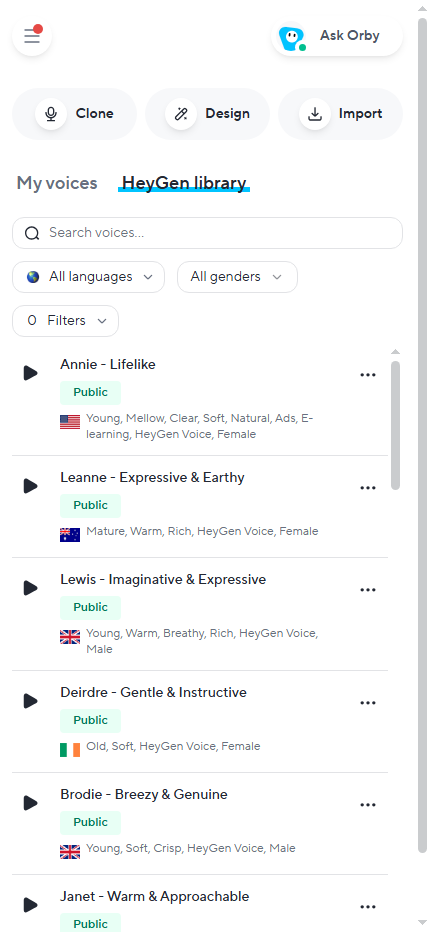 Ask Orby
Clone
Design
Import
My voices
HeyGen library
Search voices...
All languages
All genders
0 Filters
Annie - Lifelike
Public
Young, Mellow, Clear, Soft, Natural, Ads, E-
learning, HeyGen Voice, Female
Leanne - Expressive & Earthy
Public
Mature, Warm, Rich, HeyGen Voice, Female
Lewis - Imaginative & Expressive
Public
Young, Warm, Breathy, Rich, HeyGen Voice,
Male
Deirdre - Gentle & Instructive
Public
Old, Soft, HeyGen Voice, Female
Brodie - Breezy & Genuine
Public
Young, Soft, Crisp, HeyGen Voice, Male
Janet - Warm & Approachable
Public